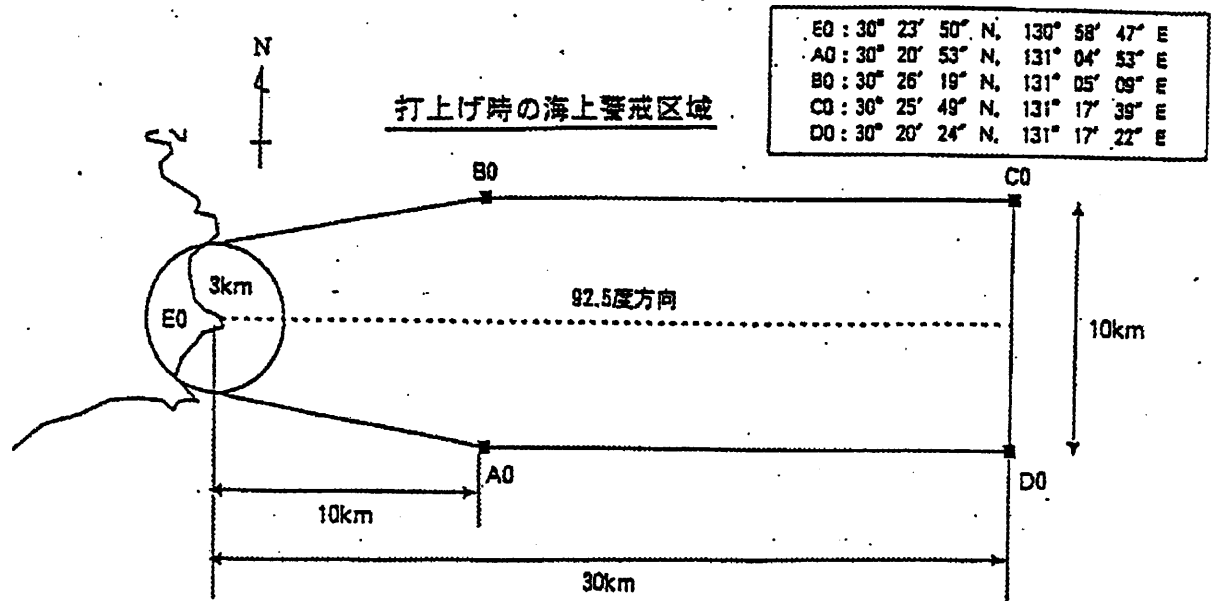 E0 : 30° 23′ 50″ N, 130° 58′ 47″ E
A0 : 30° 20′ 53″ N, 131° 04′ 53″ E
B0 : 30° 26′ 19″ N, 131° 05′ 09″ E
C0 : 30° 25′ 49″ N, 131° 17′ 39″ E
D0 : 30° 20′ 24″ N, 131° 17′ 22″ E
N
打上げ時の海上警戒区域
B0
C0
3km
E0
92.5度方向
10km
A0
D0
10km
30km